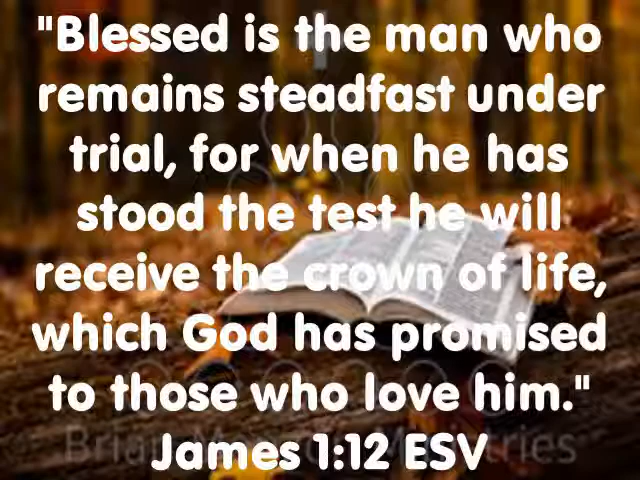 "Blessed is the man who
remains steadfast under
trial, for when he has
stood the test he will
receive the crown of life,
which God has promised
to those who love him."
James 1:12 ESV